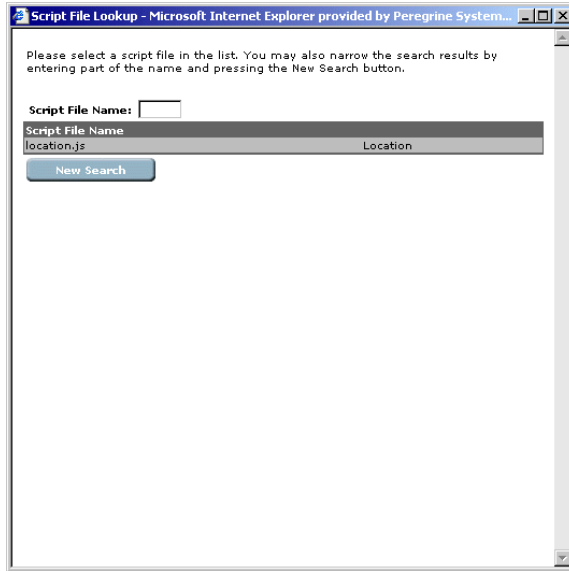 Script File Lookup - Microsoft Internet Explorer provided by Peregrine System...
Please select a script file in the list. You may also narrow the search results by
entering part of the name and pressing the New Search button.
Script File Name:
Script File Name
location.js Location
New Search